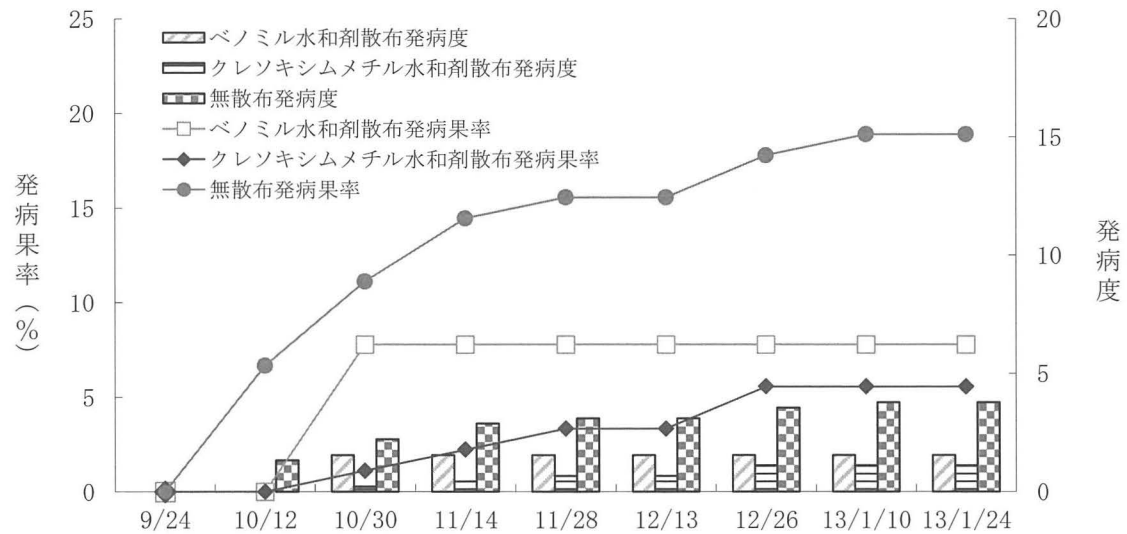 25
20
15
10
5
0
発病果率(%)
ベノミル水和剤散布発病度
クレソキシムメチル水和剤散布発病度
無散布発病度
ベノミル水和剤散布発病果率
クレソキシムメチル水和剤散布発病果率
無散布発病果率
20
15
10
5
0
発病度
9/24 10/12 10/30 11/14 11/28 12/13 12/26 13/1/10 13/1/24